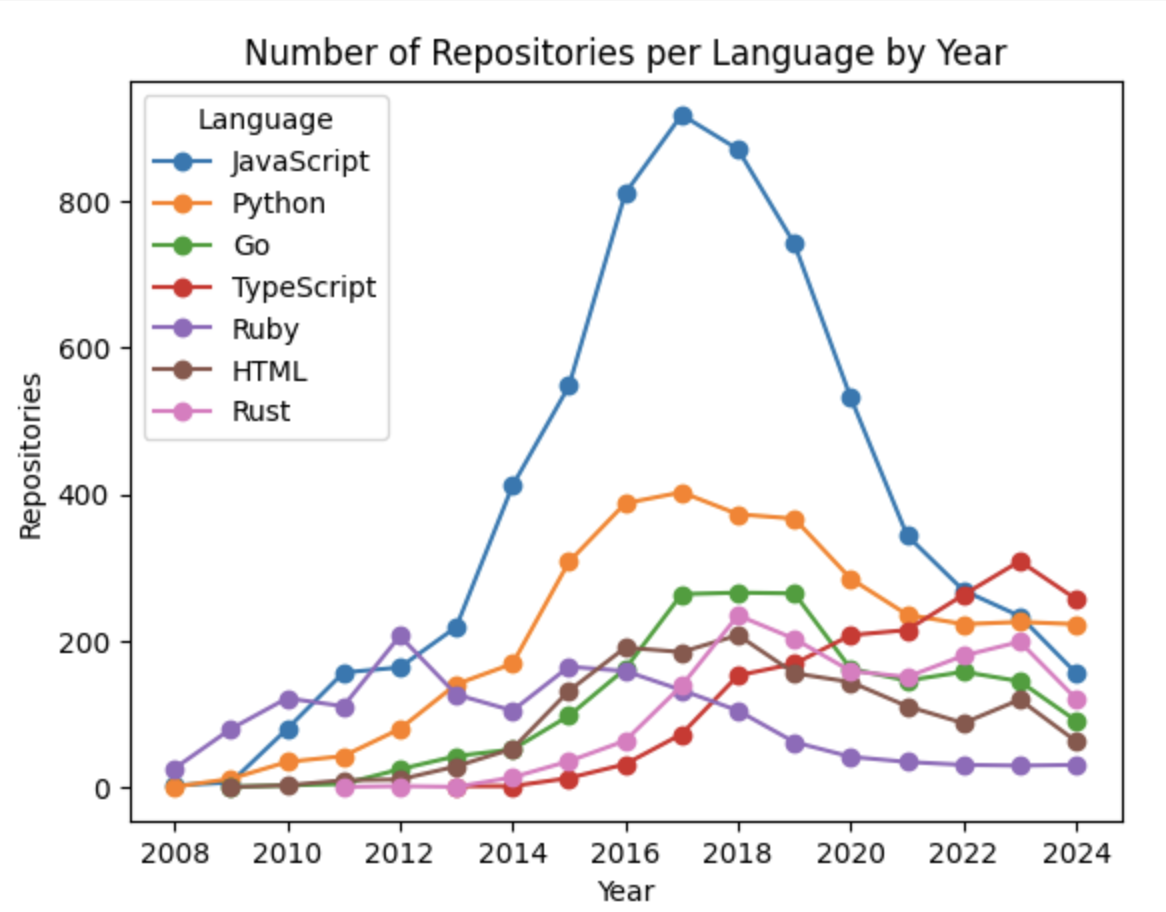 Number of Repositories per Language by Year
Language
JavaScript
Python
Go
TypeScript
Ruby
HTML
Rust
Repositories
800
600
400
200
0
2008 2010 2012 2014 2016 2018 2020 2022 2024
Year